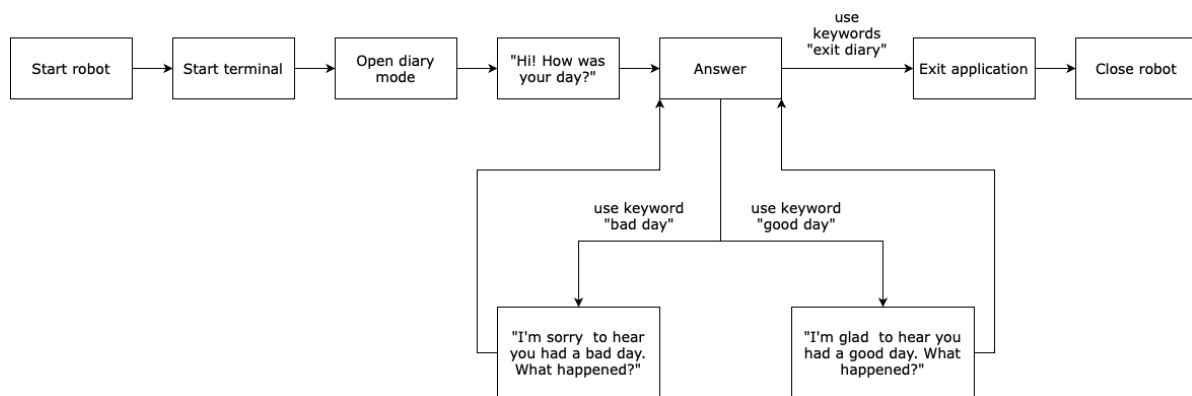 Start robot
Start terminal
Open diary
mode
"Hi! How was
your day?"
Answer
use
keywords
"exit diary"
Exit application
Close robot
use keyword
"bad day"
use keyword
"good day"
"I'm sorry  to hear
you had a bad day.
What happened?"
"I'm glad  to hear you
had a good day. What
happened?"